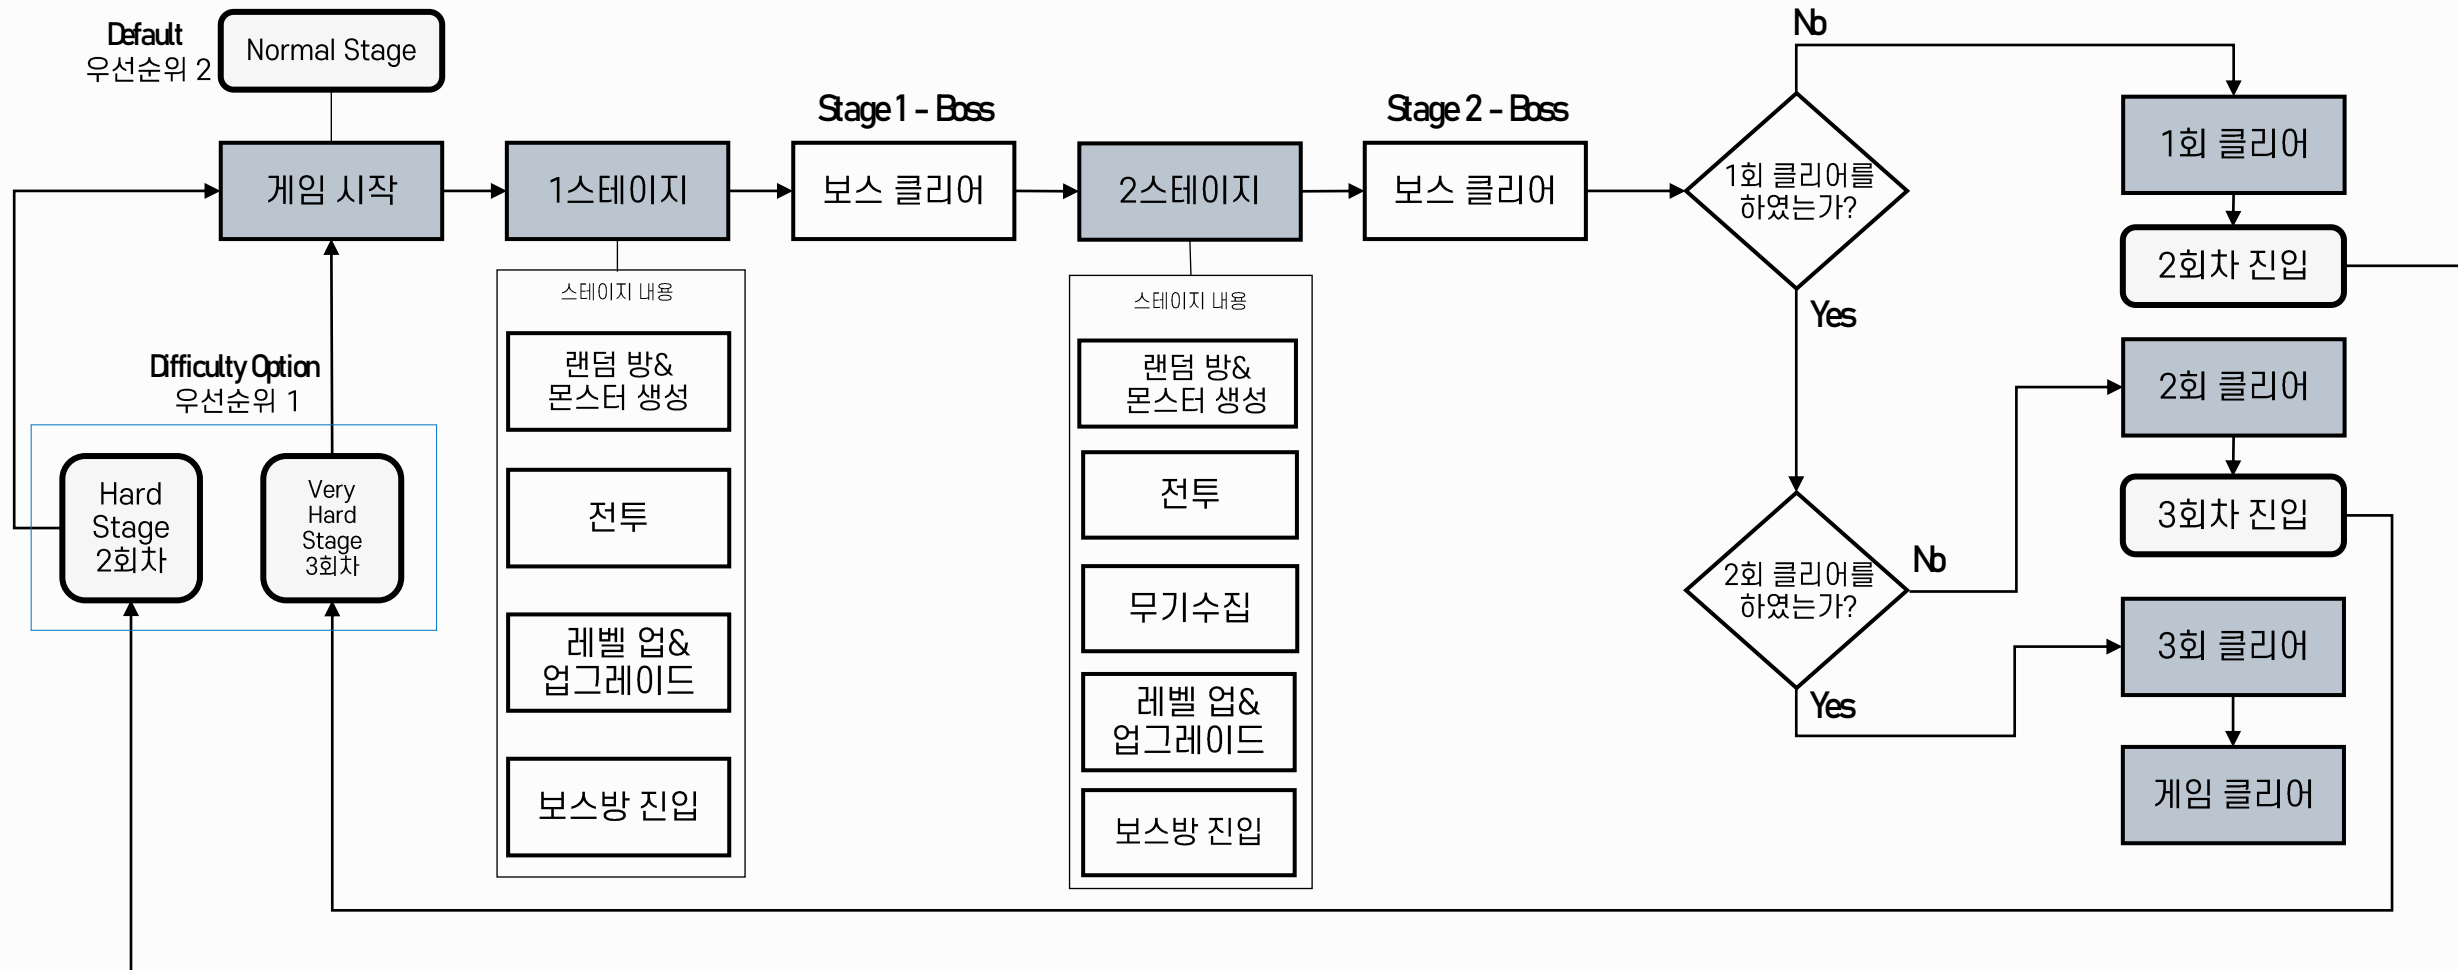 Default
우선순위 2
Normal Stage
게임 시작
1스테이지
Stage 1 - Boss
보스 클리어
2스테이지
Stage 2 - Boss
보스 클리어
1회 클리어를
하였는가?
No
Yes
1회 클리어
2회차 진입
Difficulty Option
우선순위 1
Hard
Stage
2회차
Very
Hard
Stage
3회차
스테이지 내용
랜덤 방&
몬스터 생성
전투
레벨 업&
업그레이드
보스방 진입
스테이지 내용
랜덤 방&
몬스터 생성
전투
무기수집
레벨 업&
업그레이드
보스방 진입
2회 클리어를
하였는가?
No
Yes
2회 클리어
3회차 진입
3회 클리어
게임 클리어